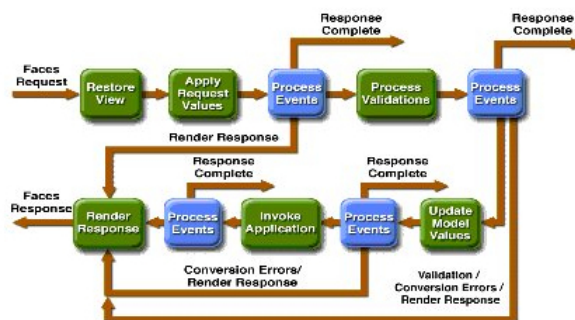 Response
Complete
Response
Complete
Faces
Request
Restore
View
Apply
Request
Values
Process
Events
Process
Validations
Process
Events
Render Response
Response
Complete
Response
Complete
Faces
Response
Render
Response
Process
Events
Invoke
Application
Process
Events
Update
Model
Values
Conversion Errors/
Render Response
Validation /
Conversion Errors /
Render Response